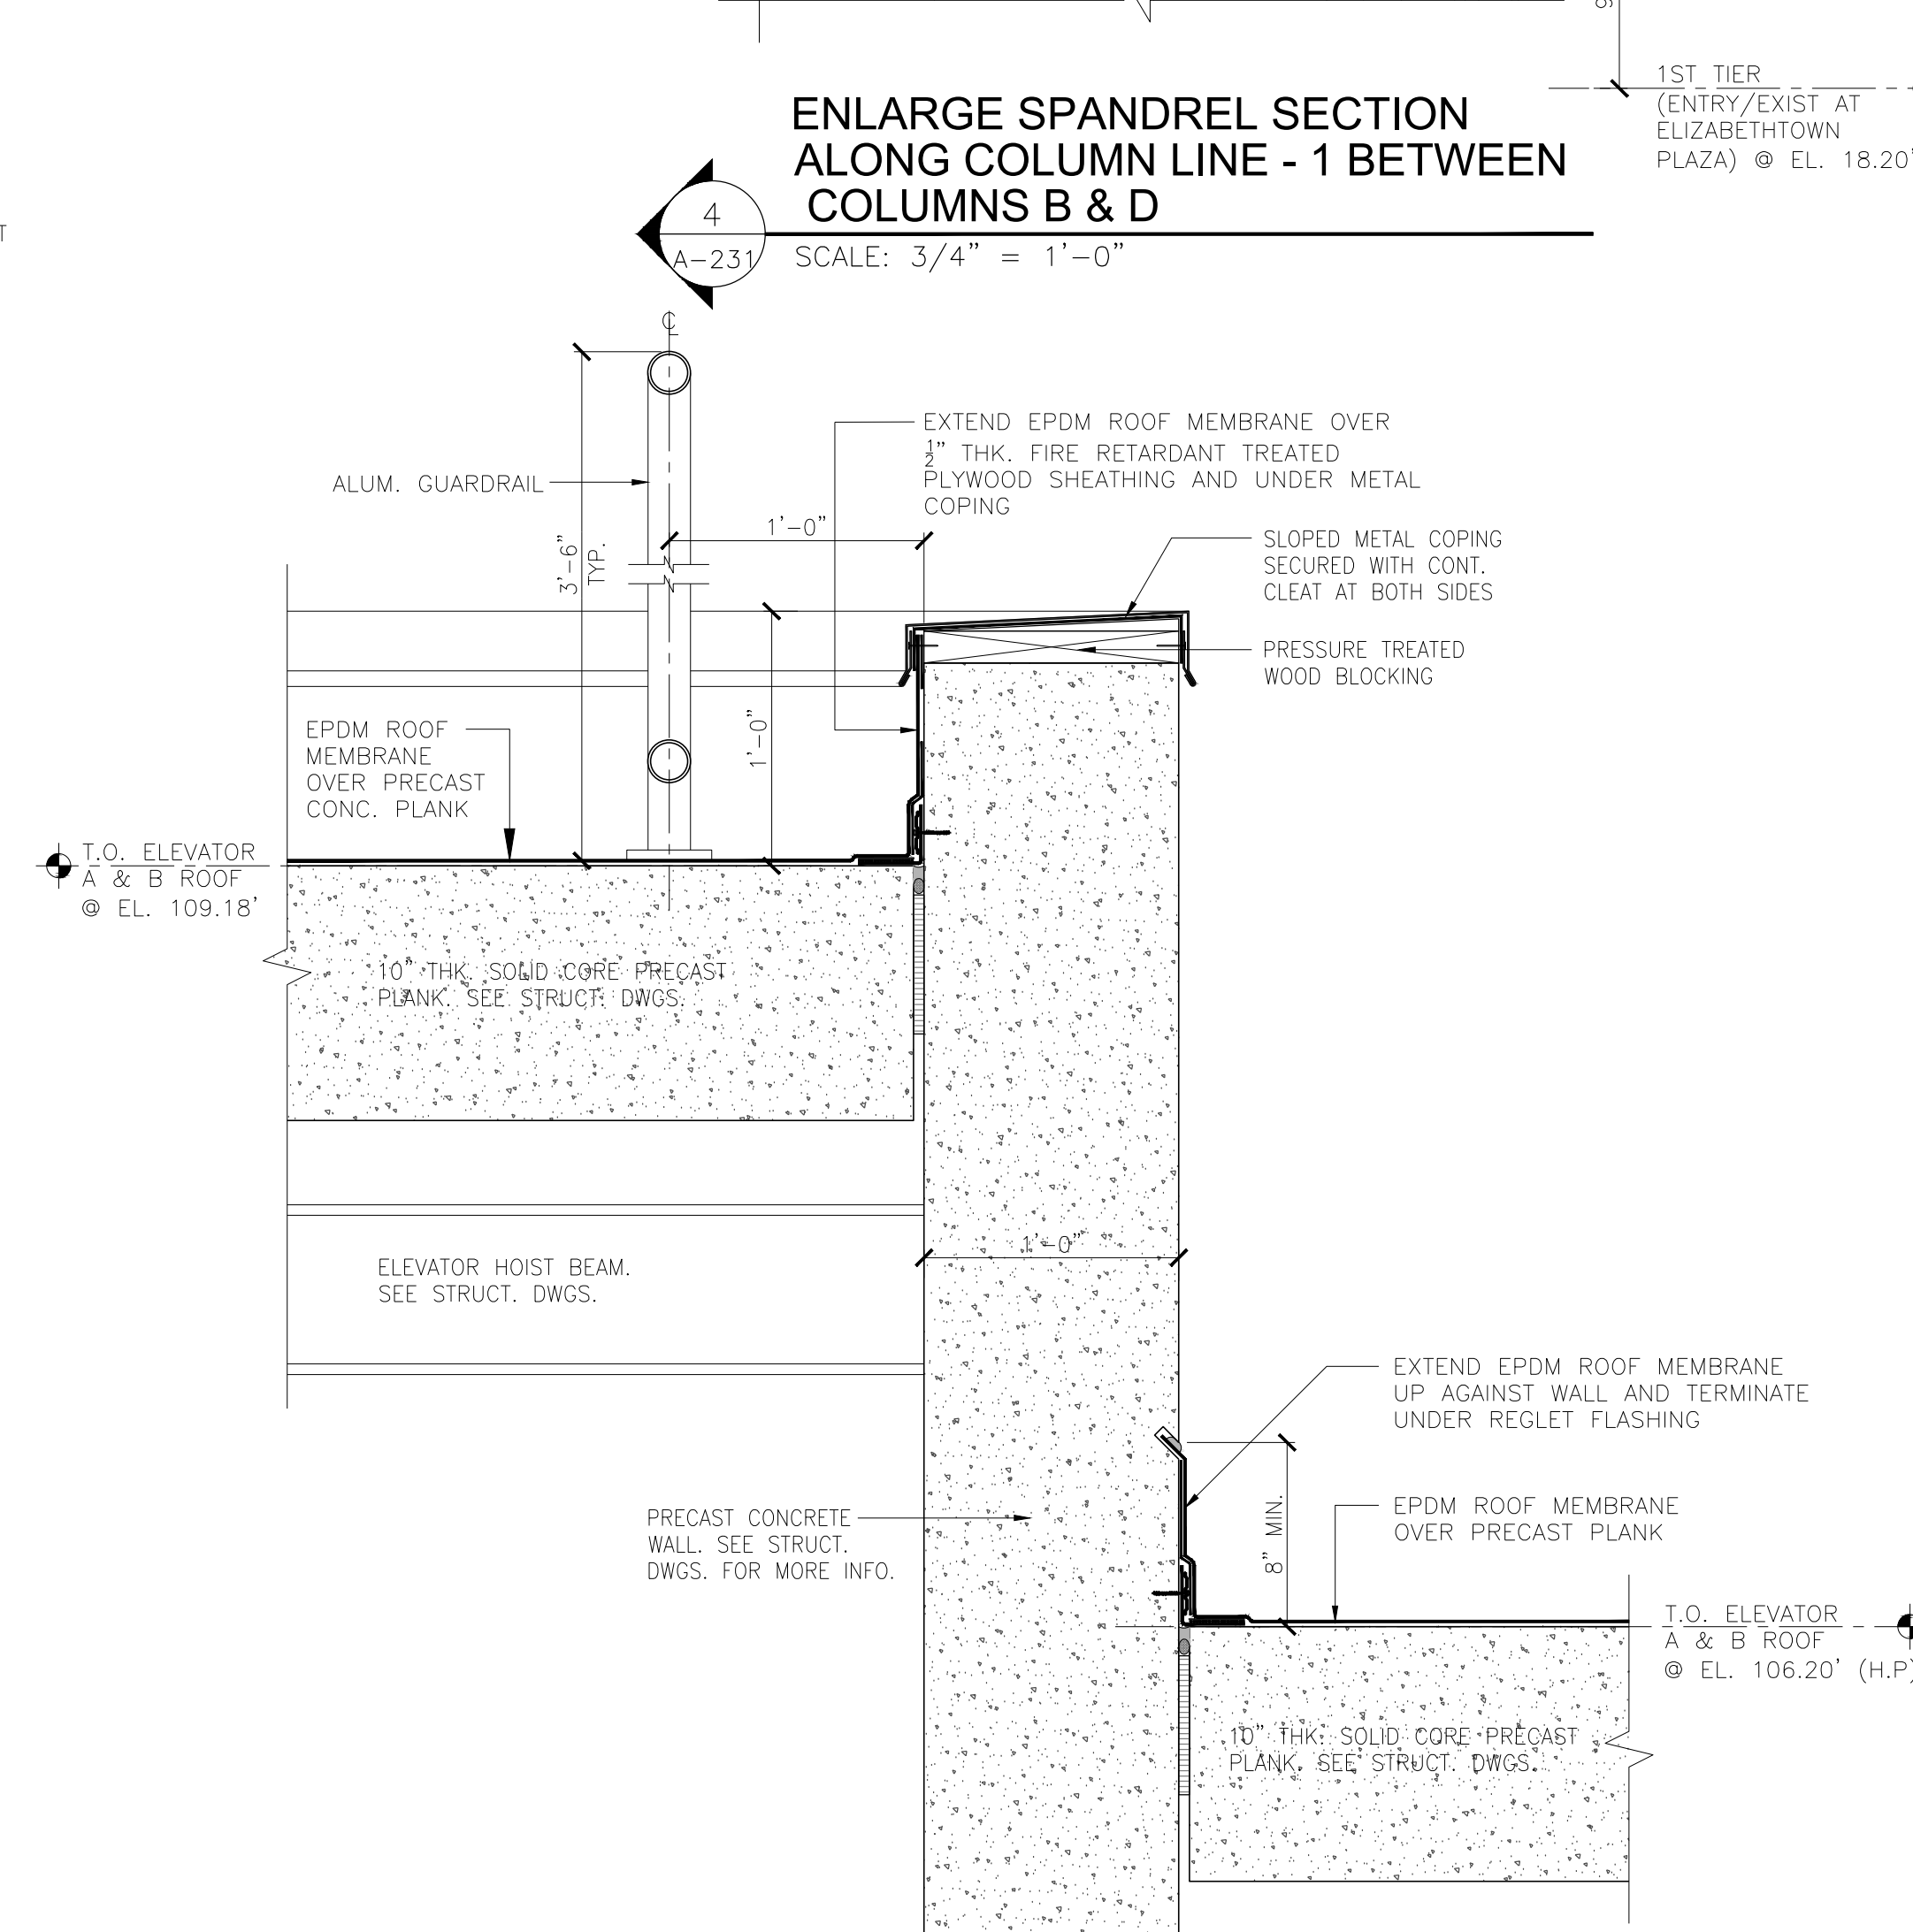 1ST TIER
(ENTRY/EXIST AT
ELIZABETHTOWN
PLAZA) @ EL. 18.20'
ENLARGE SPANDREL SECTION
ALONG COLUMN LINE - 1 BETWEEN
COLUMNS B & D
4
A-231
SCALE: 3/4" = 1'-0"
EXTEND EPDM ROOF MEMBRANE OVER
1/2" THK. FIRE RETARDANT TREATED
PLYWOOD SHEATHING AND UNDER METAL
COPING
ALUM. GUARDRAIL
1'-0"
3'-6"
TYP.
SLOPED METAL COPING
SECURED WITH CONT.
CLEAT AT BOTH SIDES
PRESSURE TREATED
WOOD BLOCKING
EPDM ROOF
MEMBRANE
OVER PRECAST
CONC. PLANK
1'-0"
T.O. ELEVATOR
A & B ROOF
@ EL. 109.18'
10" THK. SOLID CORE PRECAST
PLANK. SEE STRUCT. DWGS.
1'-0"
ELEVATOR HOIST BEAM.
SEE STRUCT. DWGS.
EXTEND EPDM ROOF MEMBRANE
UP AGAINST WALL AND TERMINATE
UNDER REGLET FLASHING
8" MIN.
EPDM ROOF MEMBRANE
OVER PRECAST PLANK
PRECAST CONCRETE
WALL. SEE STRUCT.
DWGS. FOR MORE INFO.
T.O. ELEVATOR
A & B ROOF
@ EL. 106.20' (H.P)
10" THK. SOLID CORE PRECAST
PLANK. SEE STRUCT. DWGS.